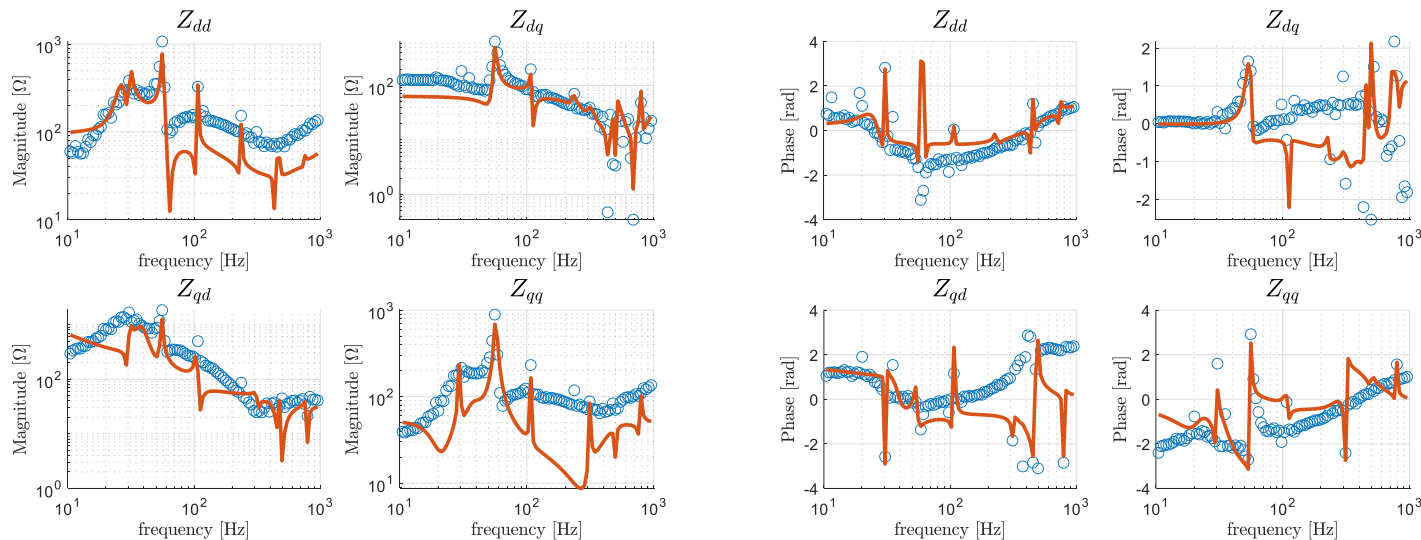 Z_dd
Z_dq
Z_dd
Z_dq
Magnitude [Ω]
10^3
10^2
10^1
10^1
10^2
10^3
frequency [Hz]
Magnitude [Ω]
10^2
10^0
10^1
10^2
10^3
frequency [Hz]
Phase [rad]
4
2
0
-2
-4
10^1
10^2
10^3
frequency [Hz]
Phase [rad]
2
1
0
-1
-2
10^1
10^2
10^3
frequency [Hz]
Z_qd
Z_qq
Z_qd
Z_qq
Magnitude [Ω]
10^2
10^0
10^1
10^2
10^3
frequency [Hz]
Magnitude [Ω]
10^3
10^2
10^1
10^1
10^2
10^3
frequency [Hz]
Phase [rad]
4
2
0
-2
-4
10^1
10^2
10^3
frequency [Hz]
Phase [rad]
4
2
0
-2
-4
10^1
10^2
10^3
frequency [Hz]